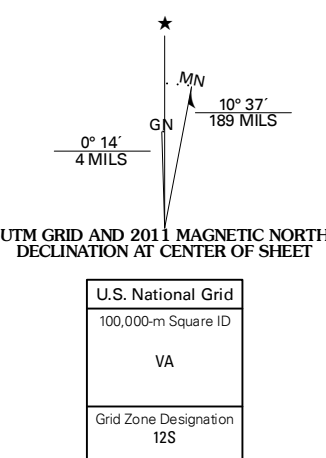 ★
MN
GN
10° 37´
189 MILS
0° 14´
4 MILS
UTM GRID AND 2011 MAGNETIC NORTH
DECLINATION AT CENTER OF SHEET
U.S. National Grid
100,000-m Square ID
VA
Grid Zone Designation
12S